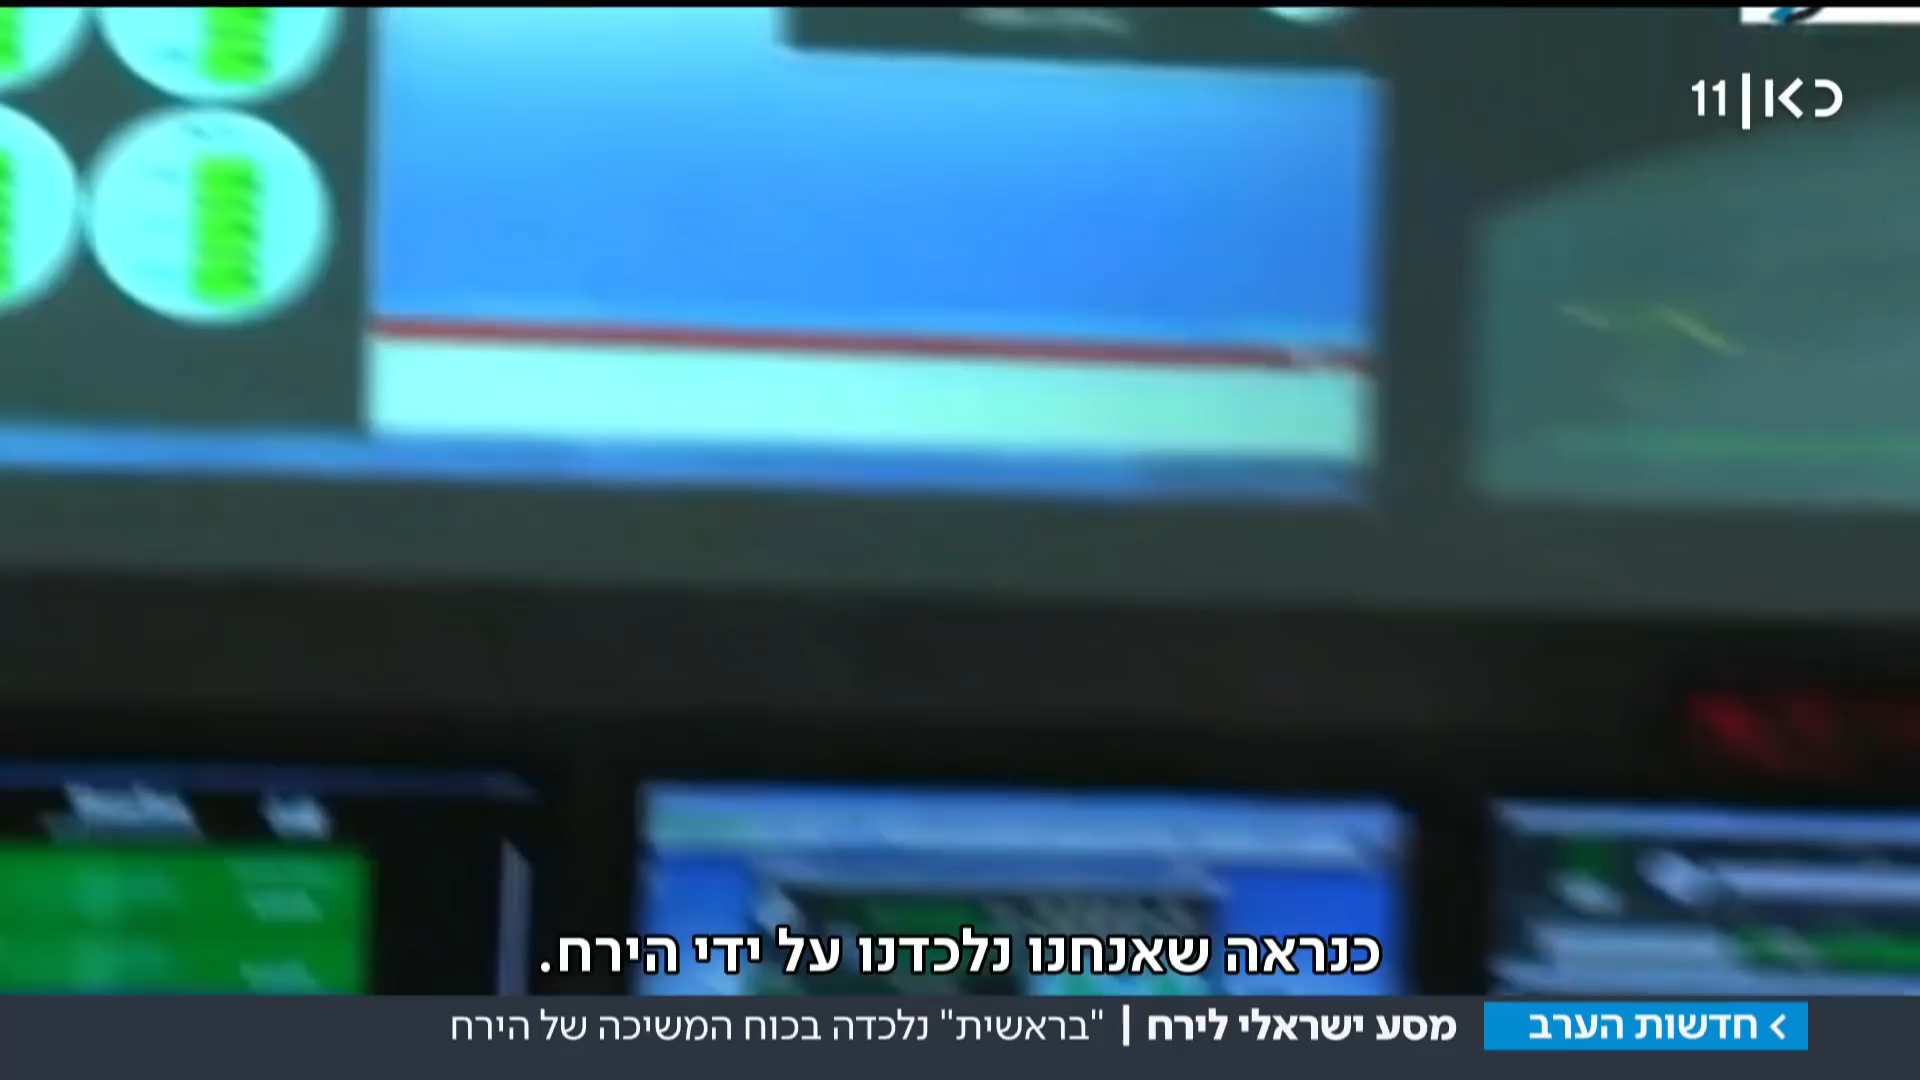 כאן 11
כנראה שאנחנו נלכדנו על ידי הירח.
חדשות הערב
מסע ישראלי לירח | "בראשית" נלכדה בכוח המשיכה של הירח